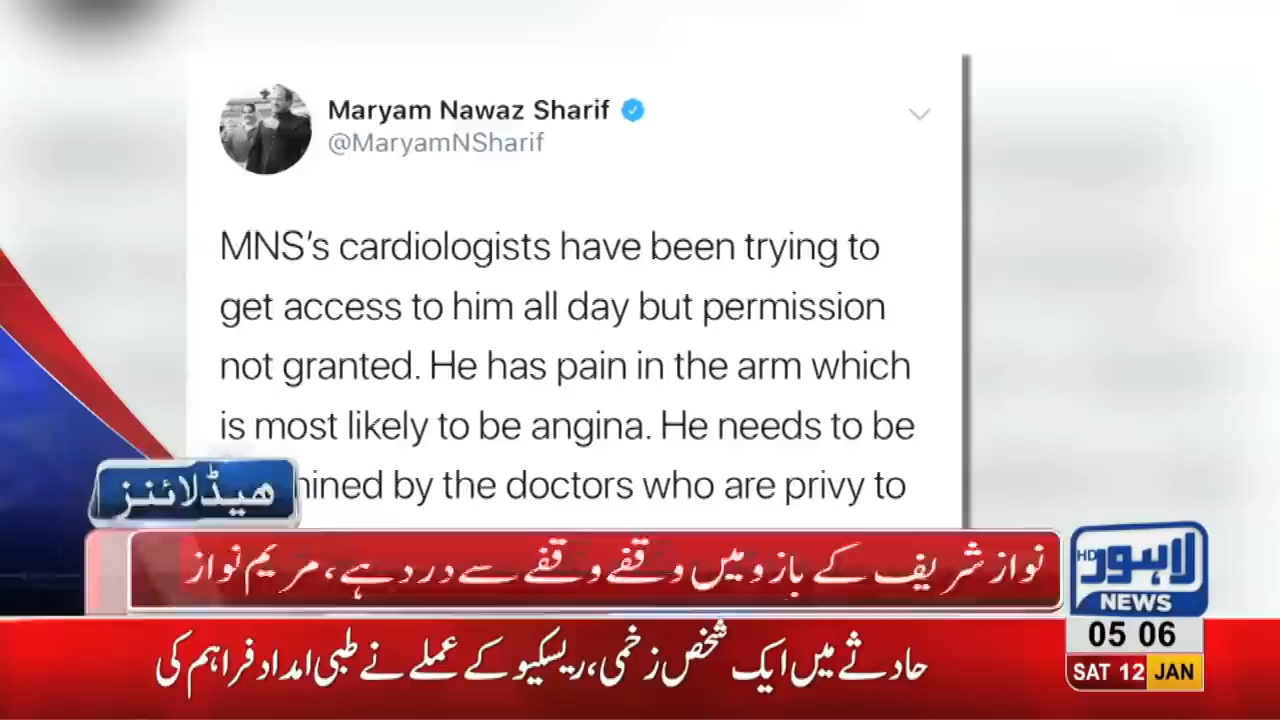 Maryam Nawaz Sharif
@MaryamNSharif
MNS's cardiologists have been trying to
get access to him all day but permission
not granted. He has pain in the arm which
is most likely to be angina. He needs to be
by the doctors who are privy to
ھیڈلائنز
نواز شریف کے بازو میں وقفے وقفے سے درد ہے، مریم نواز
حادثے میں ایک شخص زخمی، ریسکیو کے عملے نے طبی امداد فراہم کی
لاہور HD
NEWS
05 06
SAT 12 JAN